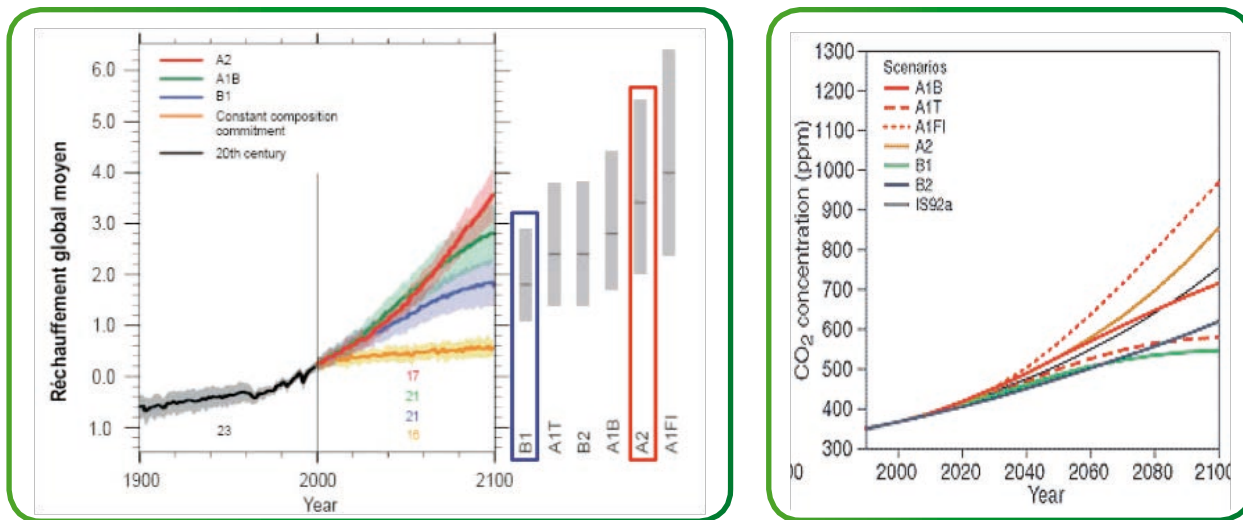 6.0
5.0
4.0
3.0
2.0
1.0
0.0
1.0
Réchauffement global moyen
A2
A1B
B1
Constant composition
commitment
20th century
23
17
21
21
16
1900
2000
2100
Year
B1
A1T
B2
A1B
A2
A1FI
1300
1200
1100
1000
900
800
700
600
500
400
300
CO2 concentration (ppm)
Scenarios
A1B
A1T
A1FI
A2
B1
B2
IS92a
00
2000
2020
2040
2060
2080
2100
Year